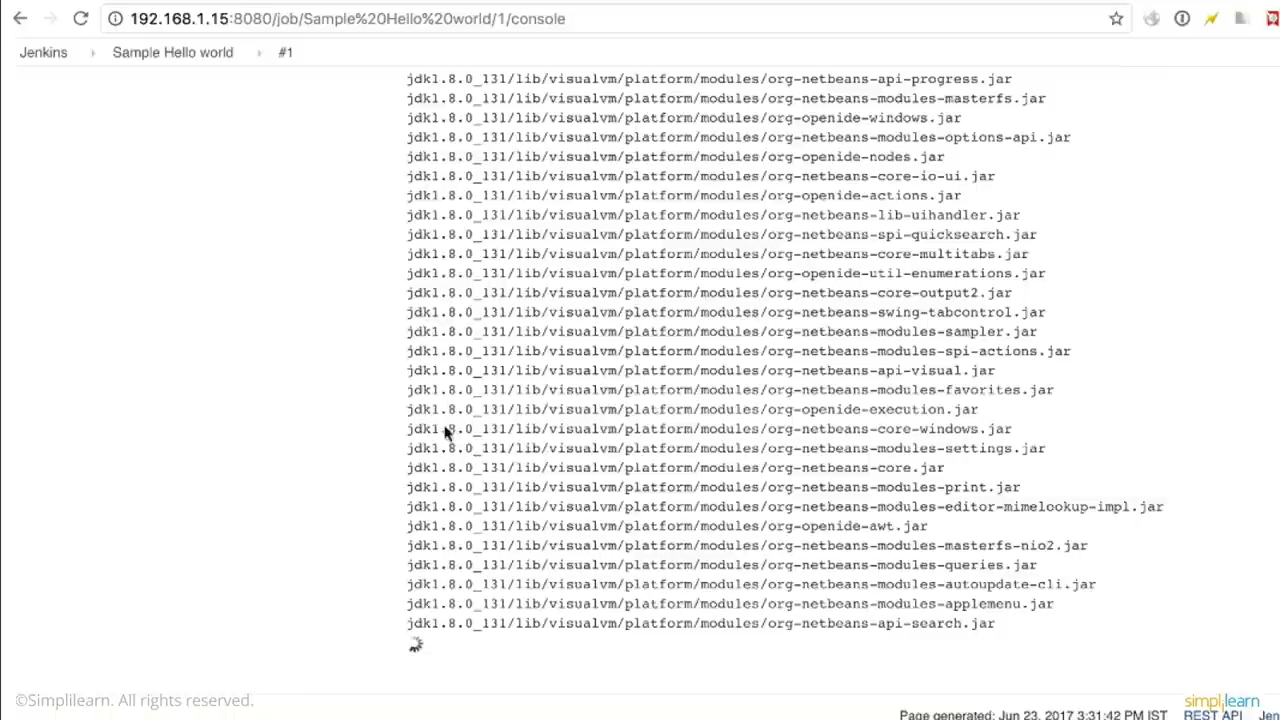 192.168.1.15:8080/job/Sample%20Hello%20world/1/console
Jenkins Sample Hello world #1
jdk1.8.0_131/lib/visualvm/platform/modules/org-netbeans-api-progress.jar
jdk1.8.0_131/lib/visualvm/platform/modules/org-netbeans-modules-masterfs.jar
jdk1.8.0_131/lib/visualvm/platform/modules/org-openide-windows.jar
jdk1.8.0_131/lib/visualvm/platform/modules/org-netbeans-modules-options-api.jar
jdk1.8.0_131/lib/visualvm/platform/modules/org-openide-nodes.jar
jdk1.8.0_131/lib/visualvm/platform/modules/org-netbeans-core-io-ui.jar
jdk1.8.0_131/lib/visualvm/platform/modules/org-openide-actions.jar
jdk1.8.0_131/lib/visualvm/platform/modules/org-netbeans-lib-uihandler.jar
jdk1.8.0_131/lib/visualvm/platform/modules/org-netbeans-spi-quicksearch.jar
jdk1.8.0_131/lib/visualvm/platform/modules/org-netbeans-core-multitabs.jar
jdk1.8.0_131/lib/visualvm/platform/modules/org-openide-util-enumerations.jar
jdk1.8.0_131/lib/visualvm/platform/modules/org-netbeans-core-output2.jar
jdk1.8.0_131/lib/visualvm/platform/modules/org-netbeans-swing-tabcontrol.jar
jdk1.8.0_131/lib/visualvm/platform/modules/org-netbeans-modules-sampler.jar
jdk1.8.0_131/lib/visualvm/platform/modules/org-netbeans-modules-spi-actions.jar
jdk1.8.0_131/lib/visualvm/platform/modules/org-netbeans-api-visual.jar
jdk1.8.0_131/lib/visualvm/platform/modules/org-netbeans-modules-favorites.jar
jdk1.8.0_131/lib/visualvm/platform/modules/org-openide-execution.jar
jdk1.8.0_131/lib/visualvm/platform/modules/org-netbeans-core-windows.jar
jdk1.8.0_131/lib/visualvm/platform/modules/org-netbeans-modules-settings.jar
jdk1.8.0_131/lib/visualvm/platform/modules/org-netbeans-core.jar
jdk1.8.0_131/lib/visualvm/platform/modules/org-netbeans-modules-print.jar
jdk1.8.0_131/lib/visualvm/platform/modules/org-netbeans-modules-editor-mimelookup-impl.jar
jdk1.8.0_131/lib/visualvm/platform/modules/org-openide-awt.jar
jdk1.8.0_131/lib/visualvm/platform/modules/org-netbeans-modules-masterfs-nio2.jar
jdk1.8.0_131/lib/visualvm/platform/modules/org-netbeans-modules-queries.jar
jdk1.8.0_131/lib/visualvm/platform/modules/org-netbeans-modules-autoupdate-cli.jar
jdk1.8.0_131/lib/visualvm/platform/modules/org-netbeans-modules-applemenu.jar
jdk1.8.0_131/lib/visualvm/platform/modules/org-netbeans-api-search.jar
©Simplilearn. All rights reserved.
simplilearn
Page generated: Jun 23, 2017 3:31:42 PM IST REST API Jen